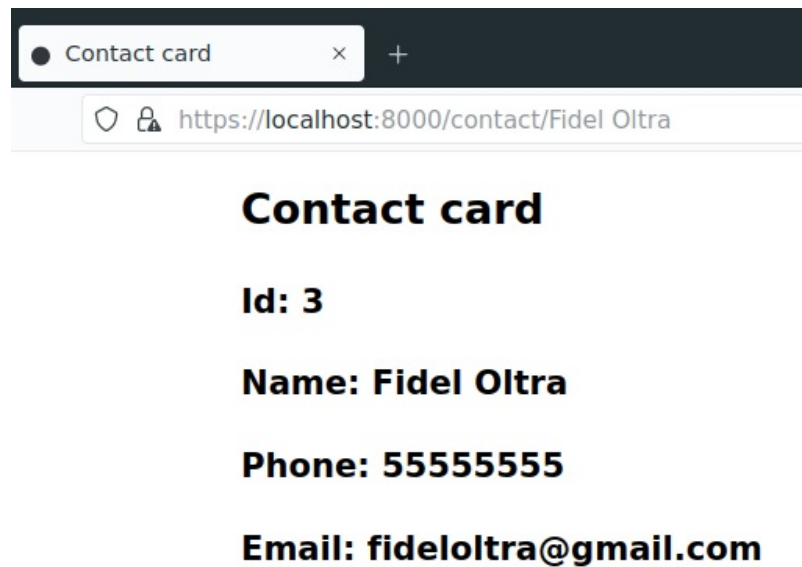 Contact card
https://localhost:8000/contact/Fidel Oltra
Contact card
Id: 3
Name: Fidel Oltra
Phone: 55555555
Email: fideloltra@gmail.com